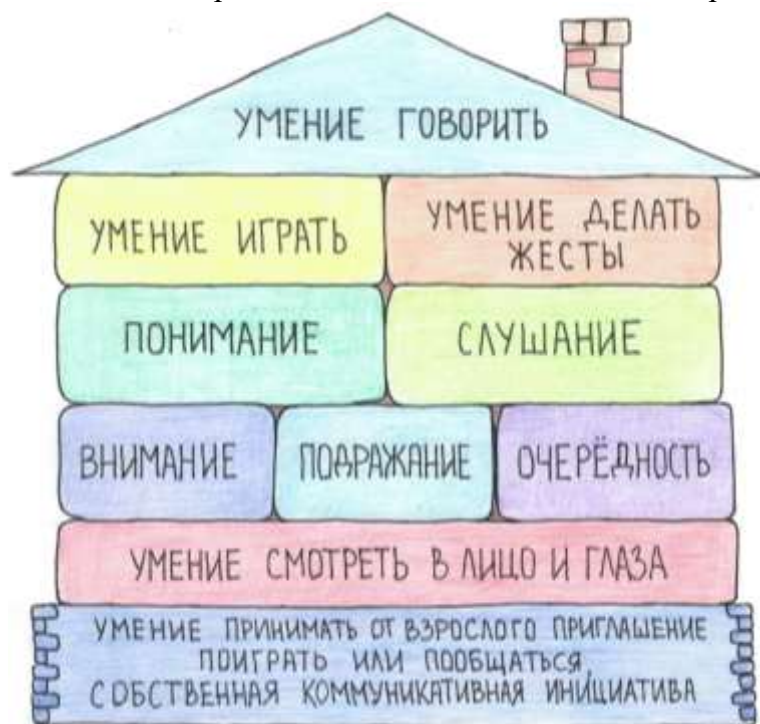 УМЕНИЕ ГОВОРИТЬ
УМЕНИЕ ИГРАТЬ
УМЕНИЕ ДЕЛАТЬ
ЖЕСТЫ
ПОНИМАНИЕ
СЛУШАНИЕ
ВНИМАНИЕ
ПОДРАЖАНИЕ
ОЧЕРЁДНОСТЬ
УМЕНИЕ СМОТРЕТЬ В ЛИЦО И ГЛАЗА
УМЕНИЕ ПРИНИМАТЬ ОТ ВЗРОСЛОГО ПРИГЛАШЕНИЕ
ПОИГРАТЬ ИЛИ ПООБЩАТЬСЯ,
СОБСТВЕННАЯ КОММУНИКАТИВНАЯ ИНИЦИАТИВА